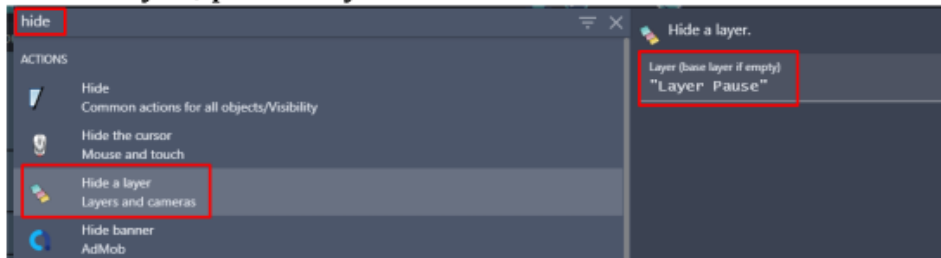 hide
ACTIONS
Hide
Common actions for all objects/Visibility
Hide the cursor
Mouse and touch
Hide a layer
Layers and cameras
Hide banner
AdMob
Hide a layer.
Layer (base layer if empty)
"Layer Pause"